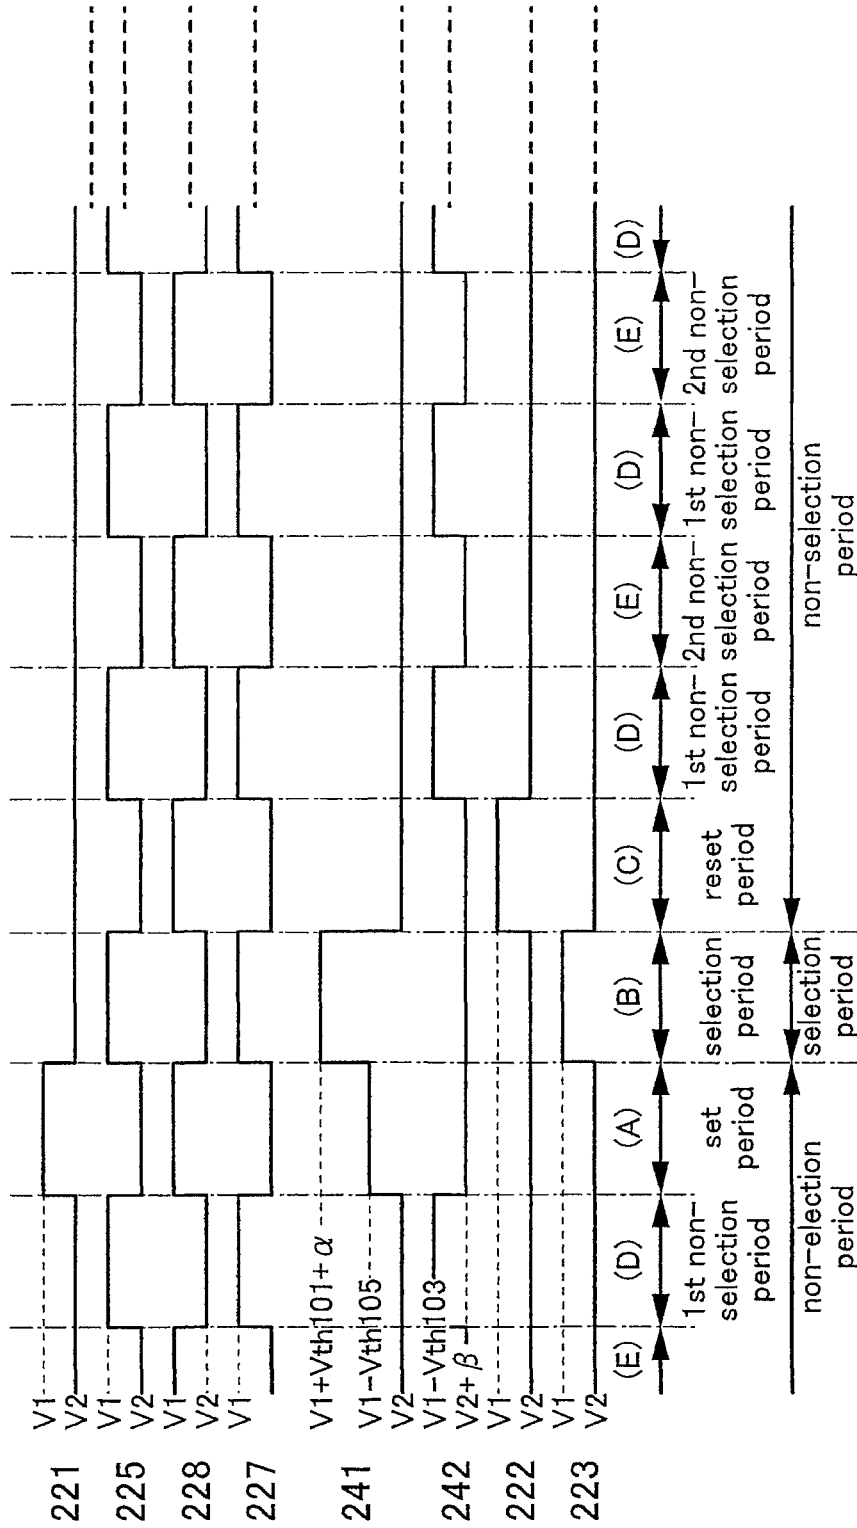 221 V1
V2
225 V1
V2
228 V1
V2
227 V1
241 V1+Vth101+α
V1-Vth105
V2
242 V1-Vth103
V2+β
222 V1
223 V1
V2
(E) (D) (A) (B) (C) (D) (E) (D) (E) (D)
1st non-
selection
period
set
period
selection
period
reset
period
1st non-
selection
period
2nd non-
selection
period
1st non-
selection
period
2nd non-
selection
period
non-election
period
selection
period
non-selection
period